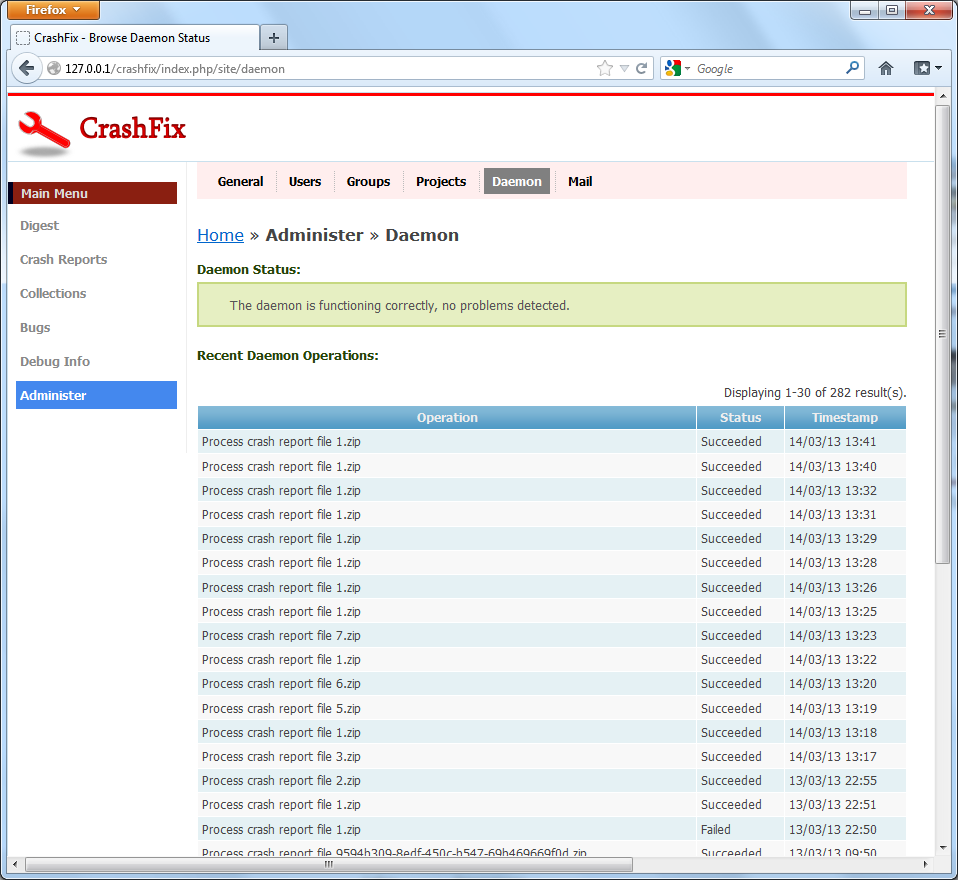 Firefox
CrashFix - Browse Daemon Status
127.0.0.1/crashfix/index.php/site/daemon
Google
CrashFix
General Users Groups Projects Daemon Mail
Main Menu
Digest
Crash Reports
Collections
Bugs
Debug Info
Administer
Home » Administer » Daemon
Daemon Status:
The daemon is functioning correctly, no problems detected.
Recent Daemon Operations:
Displaying 1-30 of 282 result(s).
Operation Status Timestamp
Process crash report file 1.zip Succeeded 14/03/13 13:41
Process crash report file 1.zip Succeeded 14/03/13 13:40
Process crash report file 1.zip Succeeded 14/03/13 13:32
Process crash report file 1.zip Succeeded 14/03/13 13:31
Process crash report file 1.zip Succeeded 14/03/13 13:29
Process crash report file 1.zip Succeeded 14/03/13 13:28
Process crash report file 1.zip Succeeded 14/03/13 13:26
Process crash report file 1.zip Succeeded 14/03/13 13:25
Process crash report file 7.zip Succeeded 14/03/13 13:23
Process crash report file 1.zip Succeeded 14/03/13 13:22
Process crash report file 6.zip Succeeded 14/03/13 13:20
Process crash report file 5.zip Succeeded 14/03/13 13:19
Process crash report file 1.zip Succeeded 14/03/13 13:18
Process crash report file 3.zip Succeeded 14/03/13 13:17
Process crash report file 2.zip Succeeded 13/03/13 22:55
Process crash report file 1.zip Succeeded 13/03/13 22:51
Process crash report file 1.zip Failed 13/03/13 22:50
Process crash report file 9594b309-8edf-450c-b547-69b469669f0d.zip Succeeded 13/03/13 09:50